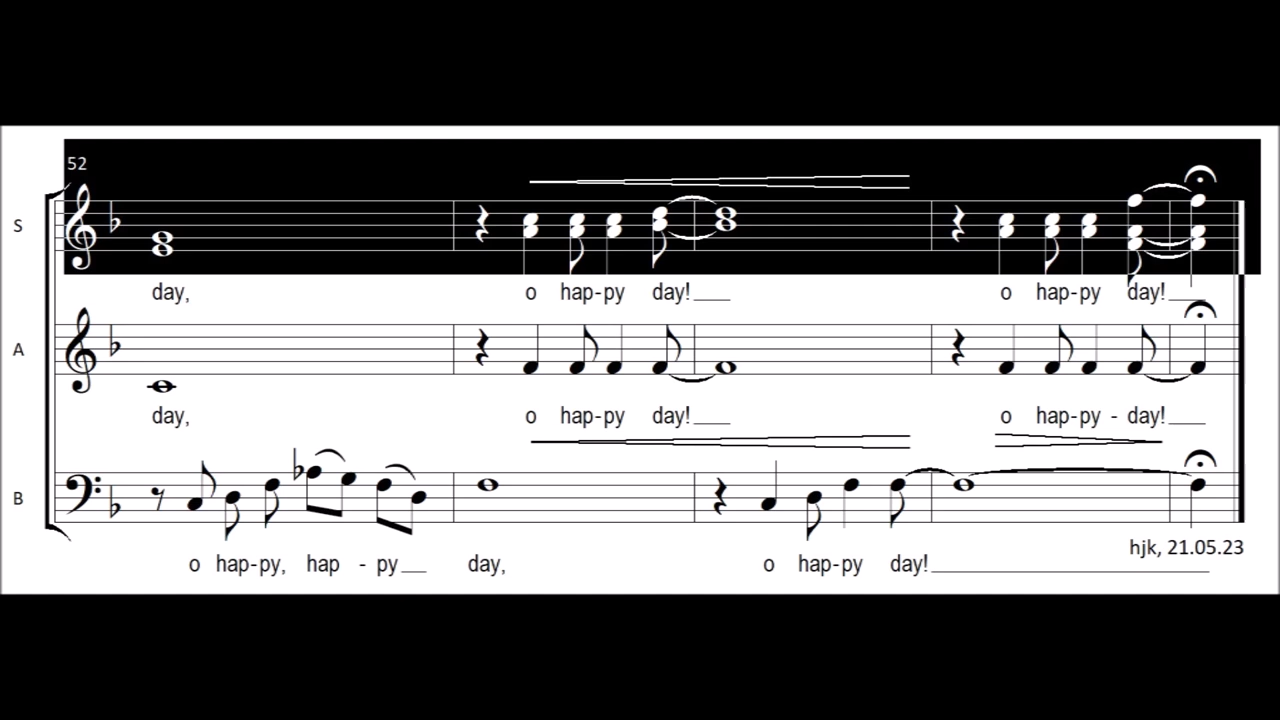 52
S
day, o hap-py day! o hap-py day!
A
day, o hap-py day! o hap-py - day!
B
hjk, 21.05.23
o hap-py, hap - py day, o hap-py day!